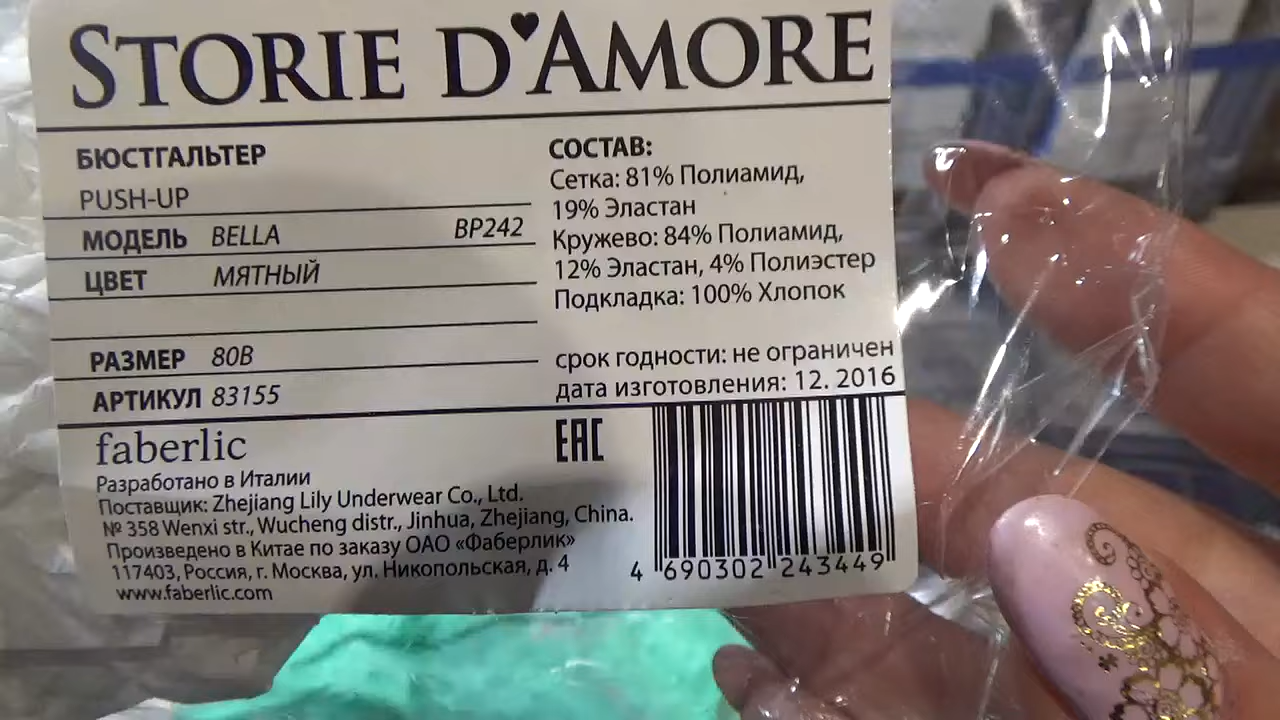 STORIE D'AMORE
БЮСТГАЛЬТЕР
PUSH-UP
МОДЕЛЬ BELLA BP242
ЦВЕТ МЯТНЫЙ
РАЗМЕР 80B
АРТИКУЛ 83155
СОСТАВ:
Сетка: 81% Полиамид,
19% Эластан
Кружево: 84% Полиамид,
12% Эластан, 4% Полиэстер
Подкладка: 100% Хлопок
срок годности: не ограничен
дата изготовления: 12. 2016
faberlic
Разработано в Италии
Поставщик: Zhejiang Lily Underwear Co., Ltd.
№ 358 Wenxi str., Wucheng distr., Jinhua, Zhejiang, China.
Произведено в Китае по заказу ОАО «Фаберлик»
117403, Россия, г. Москва, ул. Никопольская, д. 4
www.faberlic.com
EAC
4 690302 243449